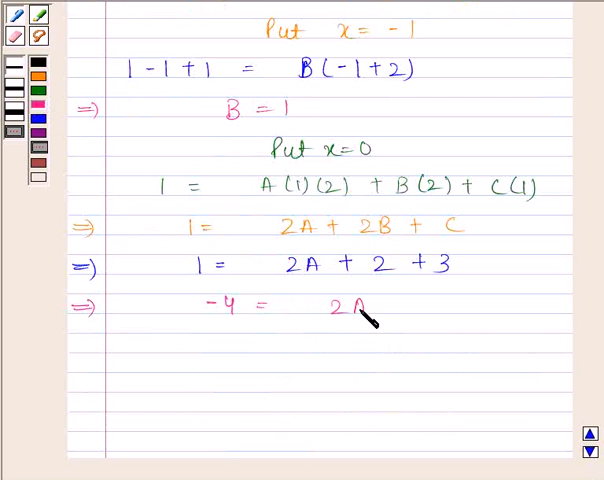 Put x = -1
1 - 1 + 1 = B(-1+2)
⇒ B = 1
Put x=0
1 = A(1)(2) + B(2) + C(1)
⇒ 1 = 2A + 2B + C
⇒ 1 = 2A + 2 + 3
⇒ -4 = 2A